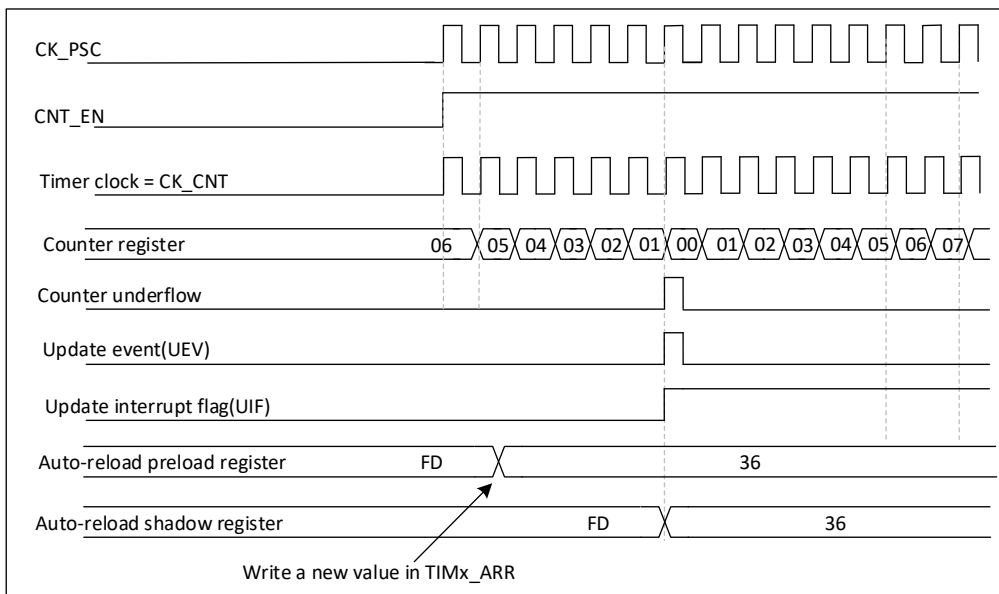 CK_PSC
CNT_EN
Timer clock = CK_CNT
Counter register 06 05 04 03 02 01 00 01 02 03 04 05 06 07
Counter underflow
Update event(UEV)
Update interrupt flag(UIF)
Auto-reload preload register FD 36
Auto-reload shadow register FD 36
Write a new value in TIMx_ARR